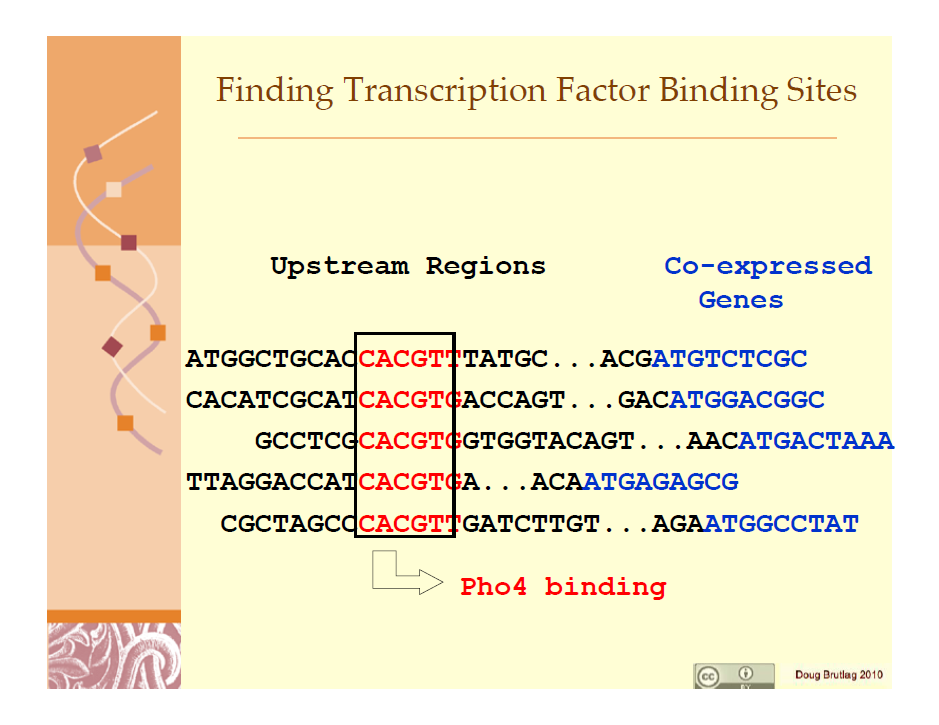 Finding Transcription Factor Binding Sites
Upstream Regions
Co-expressed
Genes
ATGGCTGCACCACGTTTATGC...ACGATGTCTCGC
CACATCGCATCACGTGACCAGT...GACATGGACGGC
GCCTCGCACGTGGTGGTACAGT...AACATGACTAAA
TTAGGACCATCACGTGA...ACAATGAGAGCG
CGCTAGCCCACGTTGATCTTGT...AGAATGGCCTAT
Pho4 binding
cc
BY
Doug Brutlag 2010